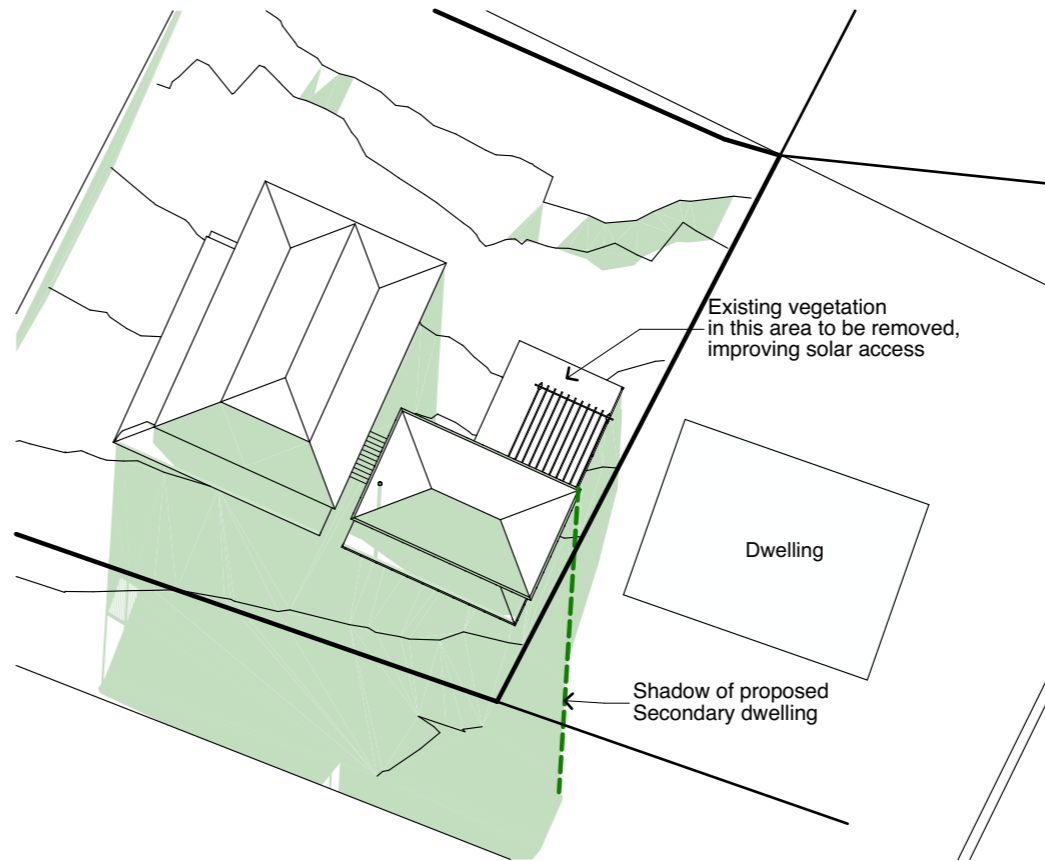 Existing vegetation
in this area to be removed,
improving solar access
Dwelling
Shadow of proposed
Secondary dwelling